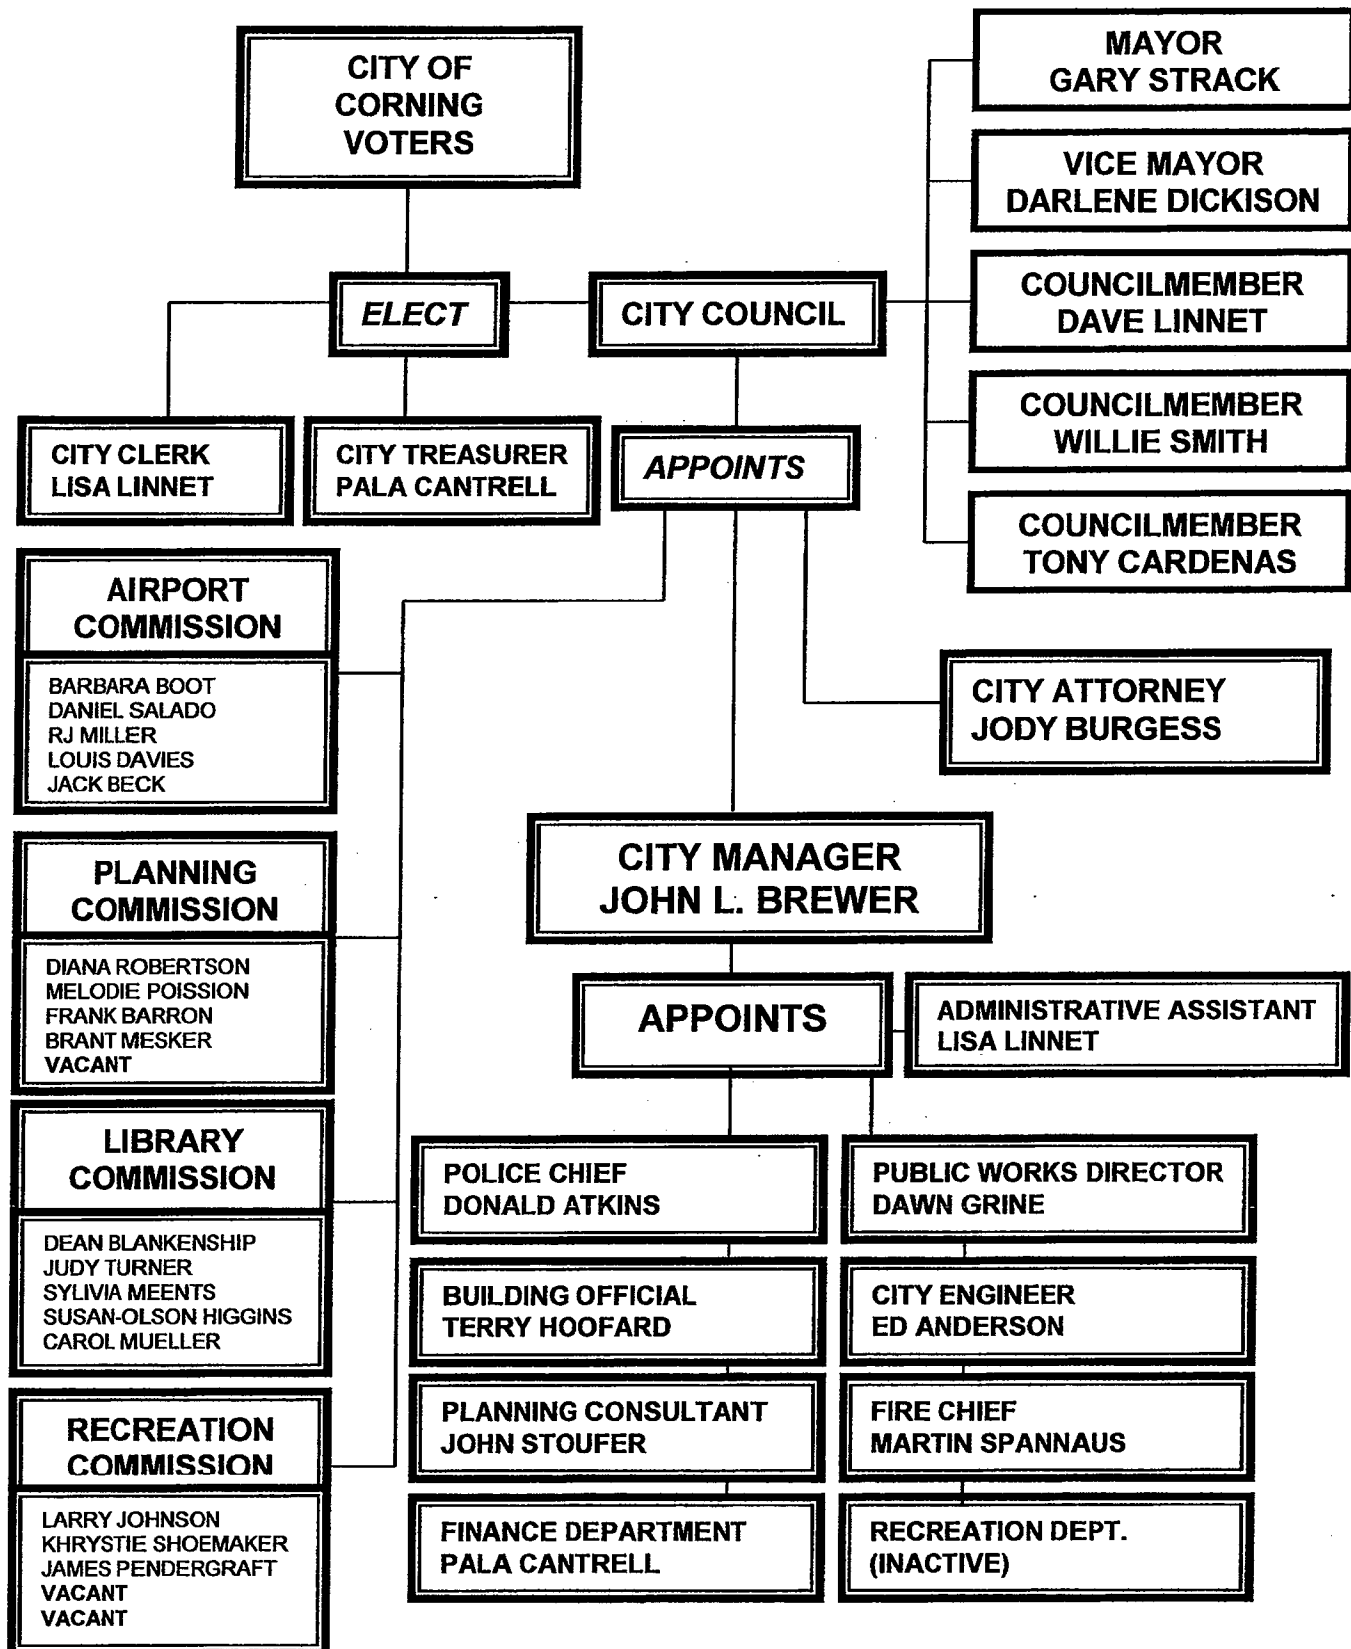 CITY OF
CORNING
VOTERS
MAYOR
GARY STRACK
VICE MAYOR
DARLENE DICKISON
COUNCILMEMBER
DAVE LINNET
COUNCILMEMBER
WILLIE SMITH
COUNCILMEMBER
TONY CARDENAS
ELECT
CITY COUNCIL
CITY CLERK
LISA LINNET
CITY TREASURER
PALA CANTRELL
APPOINTS
AIRPORT
COMMISSION
BARBARA BOOT
DANIEL SALADO
RJ MILLER
LOUIS DAVIES
JACK BECK
PLANNING
COMMISSION
DIANA ROBERTSON
MELODIE POISSION
FRANK BARRON
BRANT MESKER
VACANT
LIBRARY
COMMISSION
DEAN BLANKENSHIP
JUDY TURNER
SYLIVIA MEENTS
SUSAN-OLSON HIGGINS
CAROL MUELLER
RECREATION
COMMISSION
LARRY JOHNSON
KHRYSTIE SHOEMAKER
JAMES PENDERGRAFT
VACANT
VACANT
CITY ATTORNEY
JODY BURGESS
CITY MANAGER
JOHN L. BREWER
APPOINTS
ADMINISTRATIVE ASSISTANT
LISA LINNET
POLICE CHIEF
DONALD ATKINS
BUILDING OFFICIAL
TERRY HOOFARD
PLANNING CONSULTANT
JOHN STOUFER
FINANCE DEPARTMENT
PALA CANTRELL
PUBLIC WORKS DIRECTOR
DAWN GRINE
CITY ENGINEER
ED ANDERSON
FIRE CHIEF
MARTIN SPANNAUS
RECREATION DEPT.
(INACTIVE)